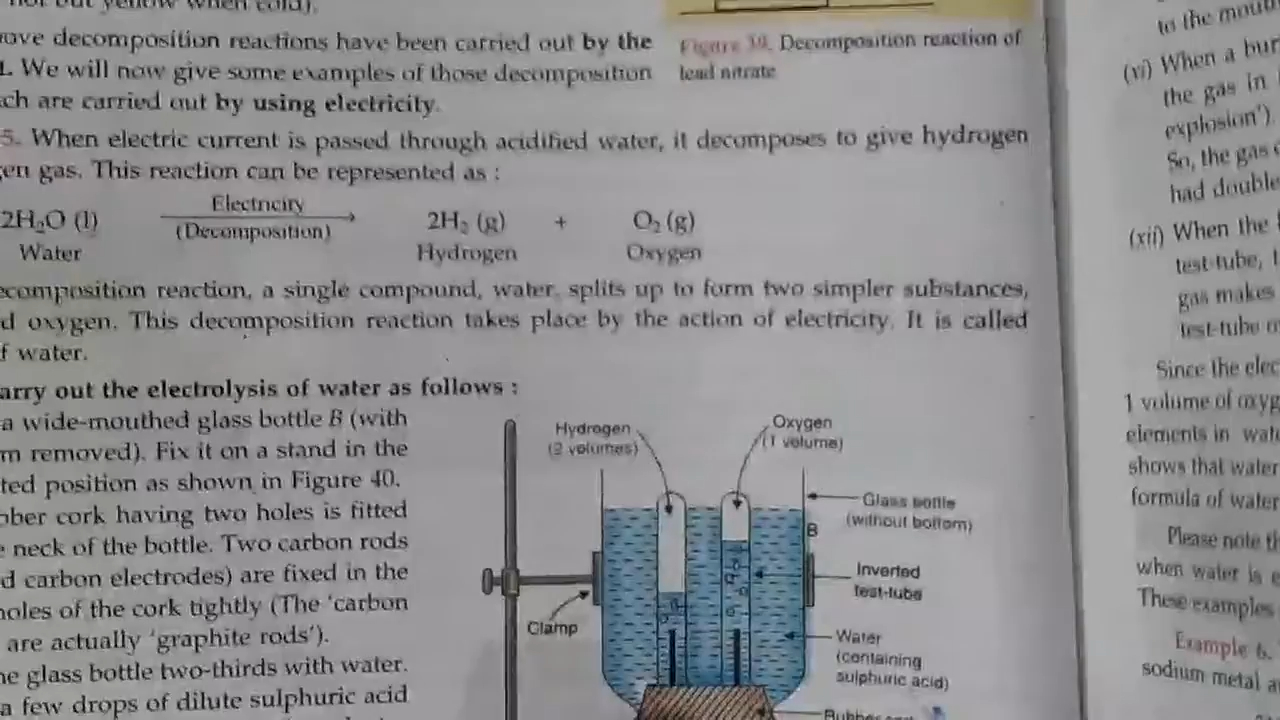 not but yellow when cold).
ove decomposition reactions have been carried out by the
. We will now give some examples of those decomposition
ch are carried out by using electricity.
Figure 39. Decomposition reaction of
lead nitrate
5. When electric current is passed through acidified water, it decomposes to give hydrogen
en gas. This reaction can be represented as :
2H₂O (l) Electricity (Decomposition) 2H₂ (g) + O₂ (g)
Water Hydrogen Oxygen
ecomposition reaction, a single compound, water, splits up to form two simpler substances,
d oxygen. This decomposition reaction takes place by the action of electricity. It is called
f water.
arry out the electrolysis of water as follows :
a wide-mouthed glass bottle B (with
m removed). Fix it on a stand in the
ted position as shown in Figure 40.
ber cork having two holes is fitted
e neck of the bottle. Two carbon rods
d carbon electrodes) are fixed in the
holes of the cork tightly (The 'carbon
are actually 'graphite rods').
he glass bottle two-thirds with water.
a few drops of dilute sulphuric acid
Hydrogen
(2 volumes)
Oxygen
(1 volume)
Glass bottle
(without bottom)
B
Inverted
test-tube
Clamp
Water
(containing
sulphuric acid)
Rubber
to the mouth
(vi) When a bur
the gas in
explosion').
So, the gas
had double
(xii) When the
test-tube,
gas makes
test-tube
Since the elec
1 volume of oxyg
elements in wat
shows that water
formula of water
Please note th
when water is
These examples
Example 6.
sodium metal a